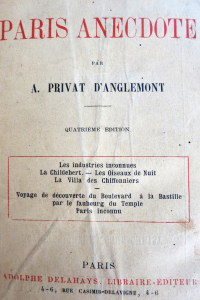 PARIS ANECDOTE
PAR
A. PRIVAT D'ANGLEMONT
QUATRIÈME ÉDITION
Les industries inconnues
La Childebert. — Les Oiseaux de Nuit
La Villa des Chiffonniers
—
Voyage de découverte du Boulevard à la Bastille
par le faubourg du Temple
Paris inconnu
PARIS
ADOLPHE DELAHAYS, LIBRAIRE-ÉDITEUR
4-6, RUE CASIMIR-DELAVIGNE, 4-6